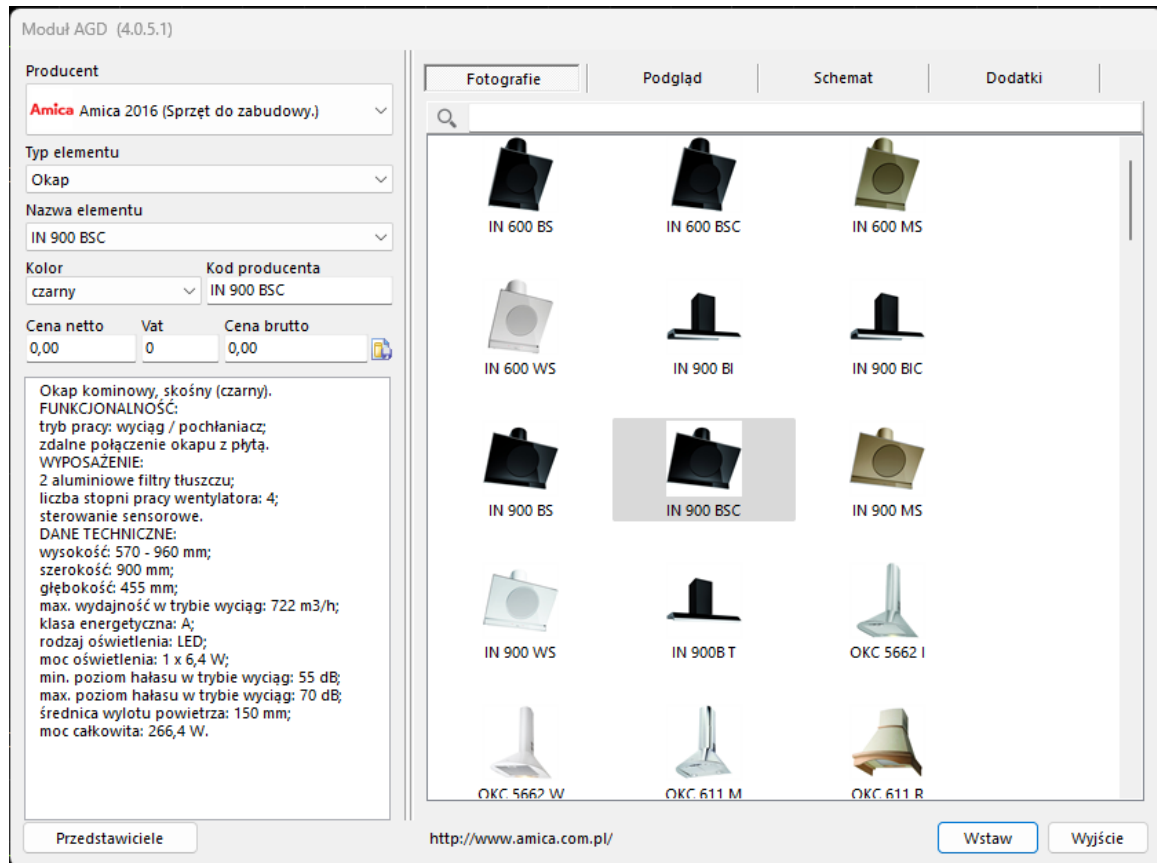 Moduł AGD (4.0.5.1)
Producent
Amica Amica 2016 (Sprzęt do zabudowy.)
Typ elementu
Okap
Nazwa elementu
IN 900 BSC
Kolor
Kod producenta
czarny
IN 900 BSC
Cena netto
Vat
Cena brutto
0,00
0
0,00
Okap kominowy, skośny (czarny).
FUNKCJONALNOŚĆ:
tryb pracy: wyciąg / pochłaniacz;
zdalne połączenie okapu z płytą.
WYPOSAŻENIE:
2 aluminiowe filtry tłuszczu;
liczba stopni pracy wentylatora: 4;
sterowanie sensorowe.
DANE TECHNICZNE:
wysokość: 570 - 960 mm;
szerokość: 900 mm;
głębokość: 455 mm;
max. wydajność w trybie wyciąg: 722 m3/h;
klasa energetyczna: A;
rodzaj oświetlenia: LED;
moc oświetlenia: 1 x 6,4 W;
min. poziom hałasu w trybie wyciąg: 55 dB;
max. poziom hałasu w trybie wyciąg: 70 dB;
średnica wylotu powietrza: 150 mm;
moc całkowita: 266,4 W.
Przedstawiciele
Fotografie
Podgląd
Schemat
Dodatki
IN 600 BS
IN 600 BSC
IN 600 MS
IN 600 WS
IN 900 BI
IN 900 BIC
IN 900 BS
IN 900 BSC
IN 900 MS
IN 900 WS
IN 900B T
OKC 5662 I
OKC 5662 W
OKC 611 M
OKC 611 R
http://www.amica.com.pl/
Wstaw
Wyjście